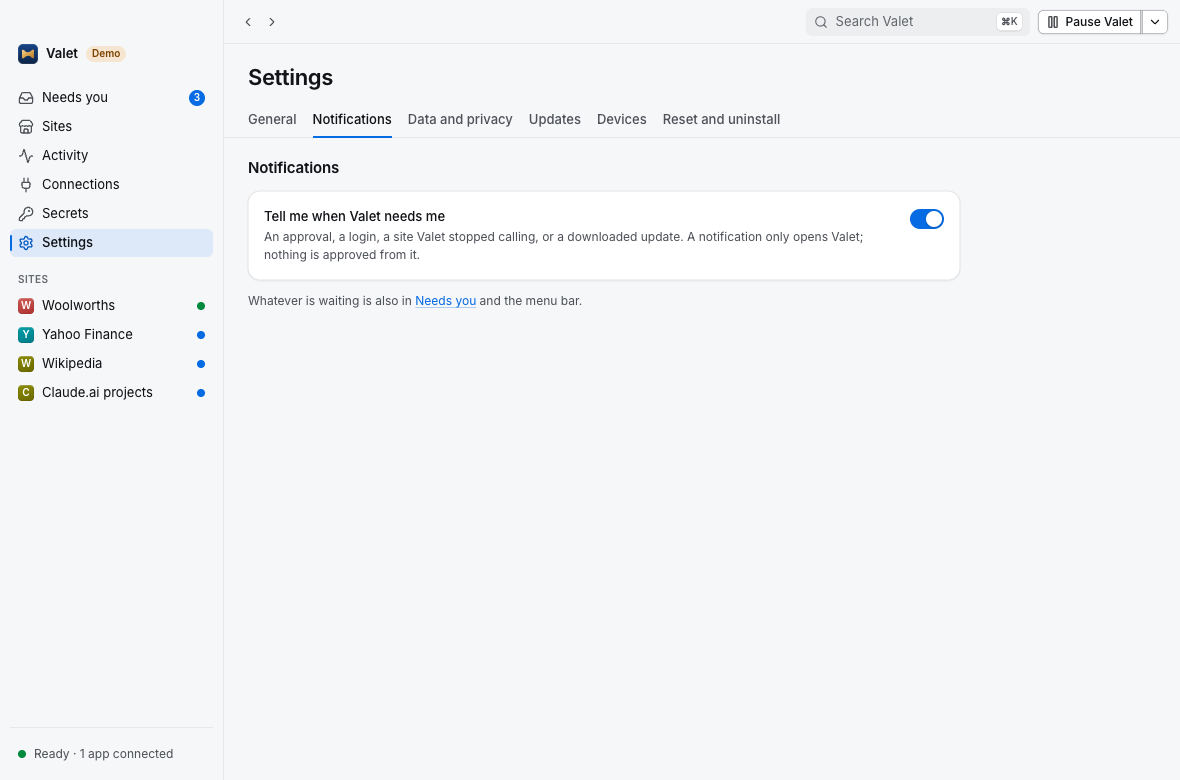 Search Valet
⌘K
Pause Valet
Valet
Demo
Needs you
3
Sites
Activity
Connections
Secrets
Settings
SITES
W
Woolworths
Y
Yahoo Finance
W
Wikipedia
C
Claude.ai projects
Ready · 1 app connected
Settings
General
Notifications
Data and privacy
Updates
Devices
Reset and uninstall
Notifications
Tell me when Valet needs me
An approval, a login, a site Valet stopped calling, or a downloaded update. A notification only opens Valet;
nothing is approved from it.
Whatever is waiting is also in Needs you and the menu bar.